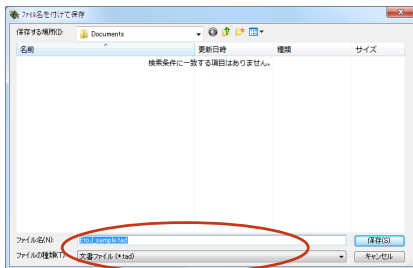 ファイル名を付けて保存
保存する場所(I):
Documents
名前
更新日時
種類
サイズ
検索条件に一致する項目はありません。
ファイル名(N):
EtoJ_sample.tad
保存(S)
ファイルの種類(T):
文書ファイル (*.tad)
キャンセル